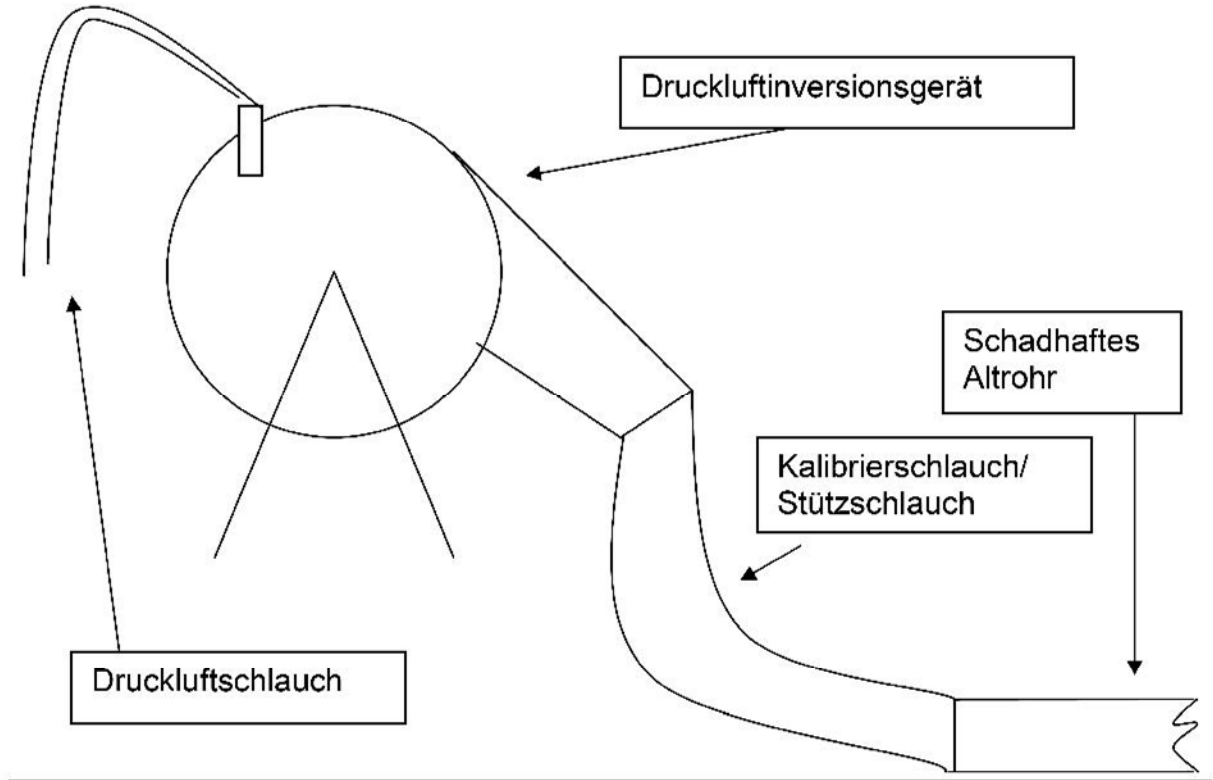 Druckluftinversionsgerät
Schadhaftes
Altrohr
Kalibrierschlauch/
Stützschlauch
Druckluftschlauch